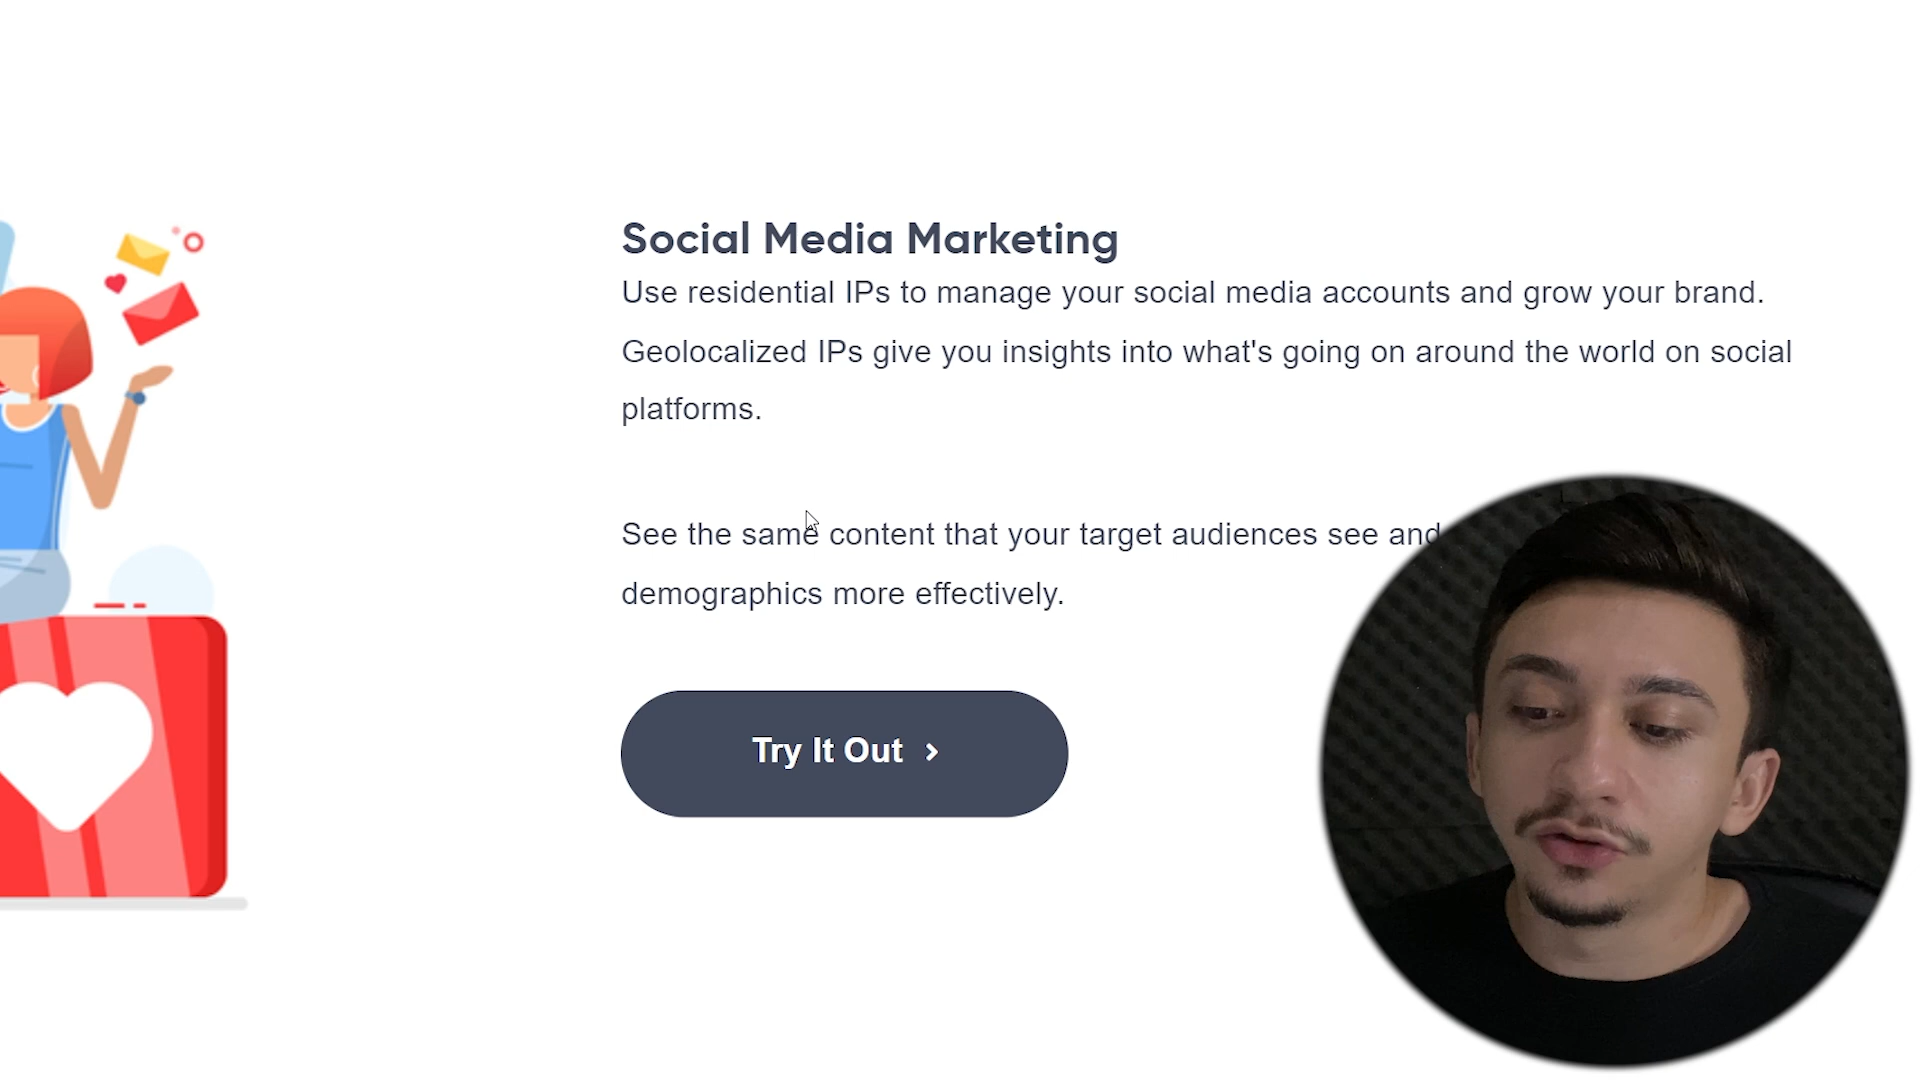 Social Media Marketing
Use residential IPs to manage your social media accounts and grow your brand.
Geolocalized IPs give you insights into what's going on around the world on social
platforms.
See the same content that your target audiences see and
demographics more effectively.
Try It Out